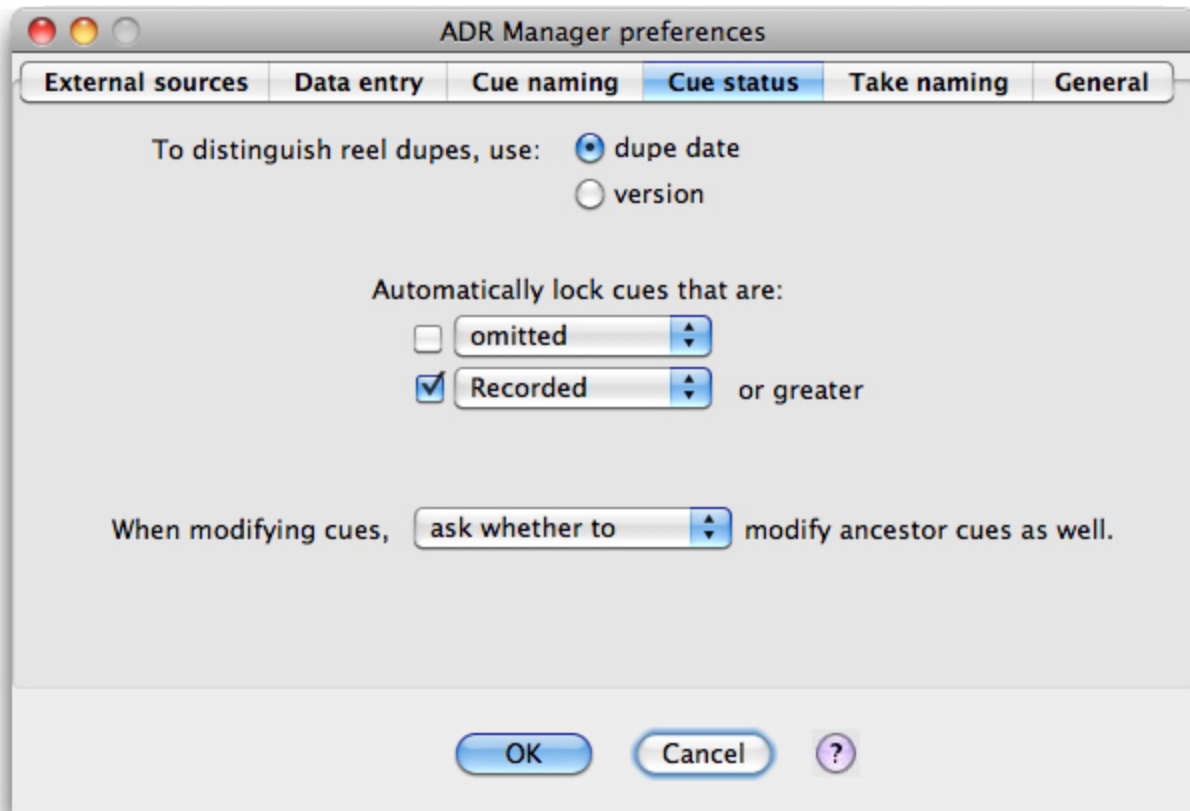 ADR Manager preferences
External sources Data entry Cue naming Cue status Take naming General
To distinguish reel dupes, use: dupe date
version
Automatically lock cues that are:
omitted
Recorded or greater
When modifying cues, ask whether to modify ancestor cues as well.
OK Cancel ?